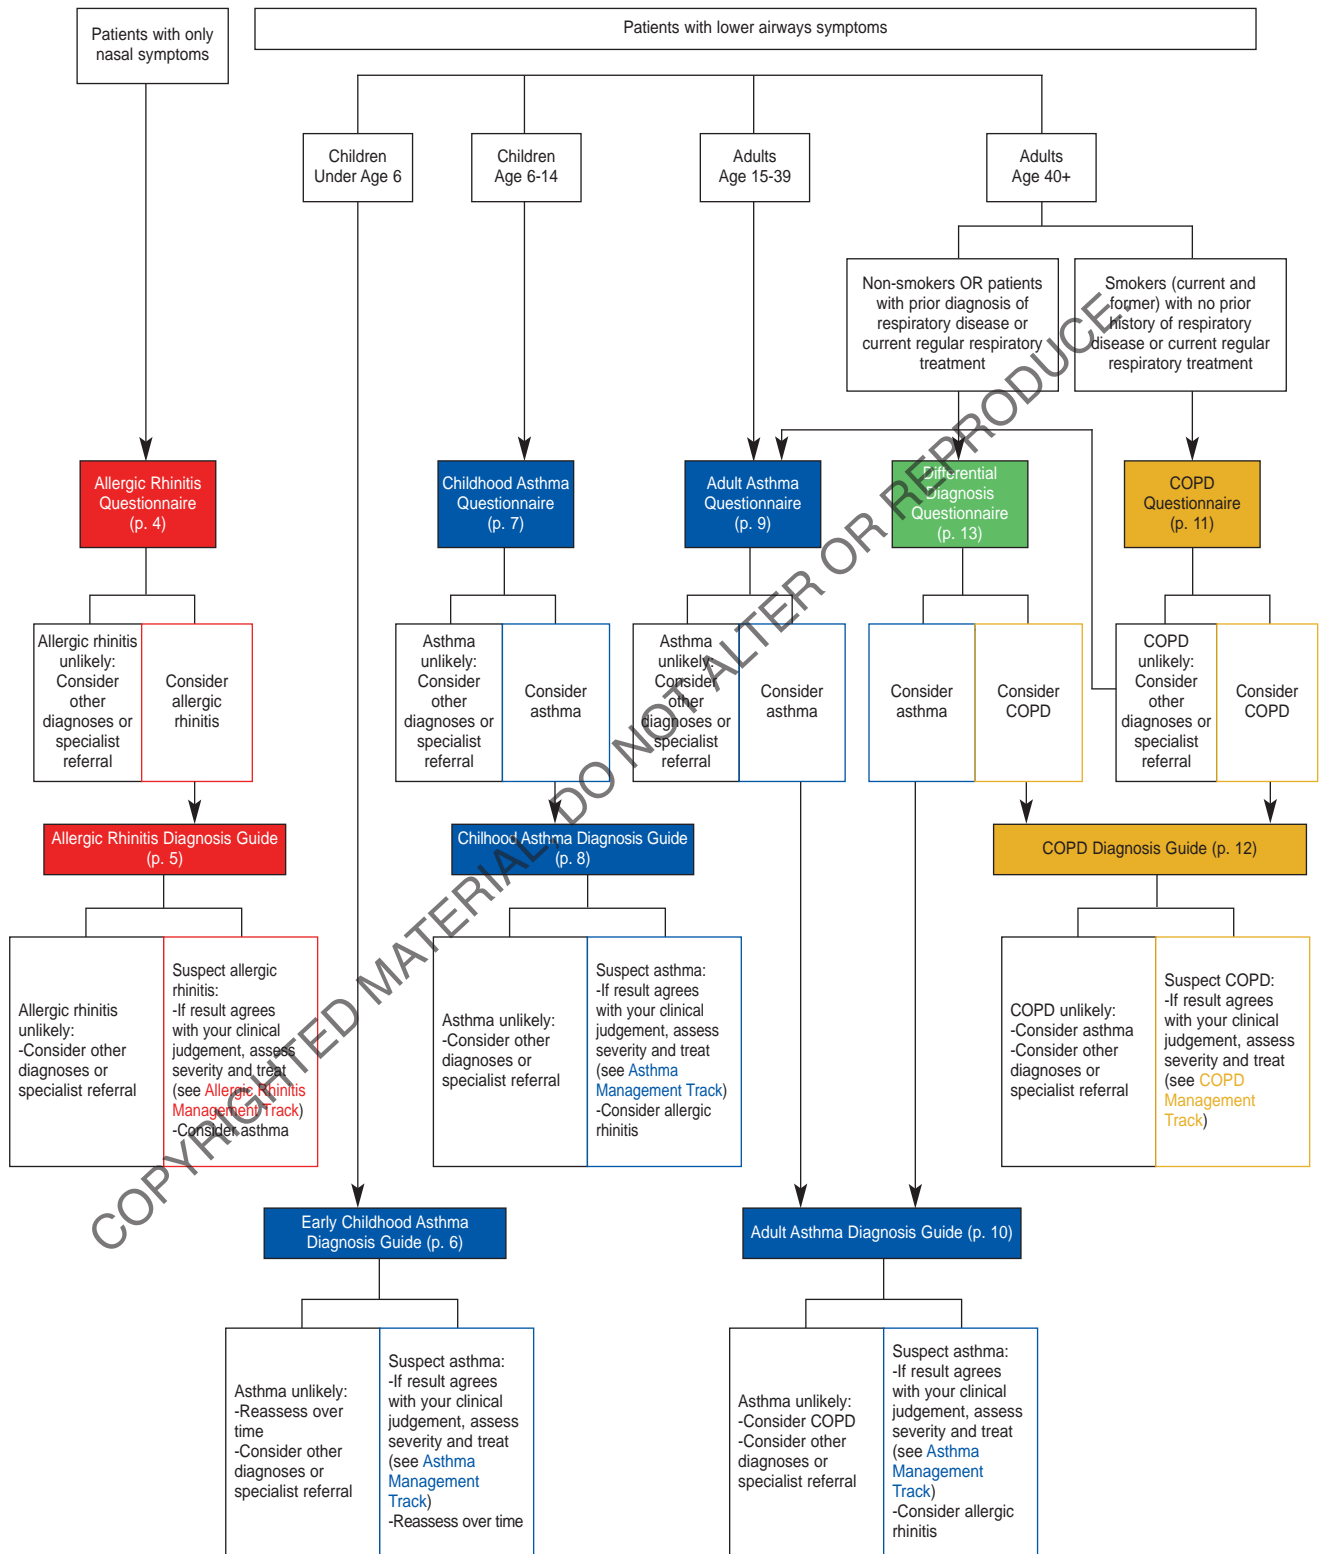 Patients with only
nasal symptoms
Patients with lower airways symptoms
Children
Under Age 6
Children
Age 6-14
Adults
Age 15-39
Adults
Age 40+
Non-smokers OR patients
with prior diagnosis of
respiratory disease or
current regular respiratory
treatment
Smokers (current and
former) with no prior
history of respiratory
disease or current regular
respiratory treatment
Allergic Rhinitis
Questionnaire
(p. 4)
Childhood Asthma
Questionnaire
(p. 7)
Adult Asthma
Questionnaire
(p. 9)
Differential
Diagnosis
Questionnaire
(p. 13)
COPD
Questionnaire
(p. 11)
Allergic rhinitis
unlikely:
Consider
other
diagnoses or
specialist
referral
Consider
allergic
rhinitis
Asthma
unlikely:
Consider
other
diagnoses or
specialist
referral
Consider
asthma
Asthma
unlikely:
Consider
other
diagnoses or
specialist
referral
Consider
asthma
Consider
asthma
Consider
COPD
COPD
unlikely:
Consider
other
diagnoses or
specialist
referral
Consider
COPD
Allergic Rhinitis Diagnosis Guide
(p. 5)
Chilhood Asthma Diagnosis Guide
(p. 8)
COPD Diagnosis Guide (p. 12)
Allergic rhinitis
unlikely:
-Consider other
diagnoses or
specialist referral
Suspect allergic
rhinitis:
-If result agrees
with your clinical
judgement, assess
severity and treat
(see Allergic Rhinitis
Management Track)
-Consider asthma
Asthma unlikely:
-Consider other
diagnoses or
specialist referral
Suspect asthma:
-If result agrees
with your clinical
judgement, assess
severity and treat
(see Asthma
Management Track)
-Consider allergic
rhinitis
COPD unlikely:
-Consider asthma
-Consider other
diagnoses or
specialist referral
Suspect COPD:
-If result agrees
with your clinical
judgement, assess
severity and treat
(see COPD
Management
Track)
Early Childhood Asthma
Diagnosis Guide (p. 6)
Adult Asthma Diagnosis Guide (p. 10)
Asthma unlikely:
-Reassess over
time
-Consider other
diagnoses or
specialist referral
Suspect asthma:
-If result agrees
with your clinical
judgement, assess
severity and treat
(see Asthma
Management
Track)
-Reassess over time
Asthma unlikely:
-Consider COPD
-Consider other
diagnoses or
specialist referral
Suspect asthma:
-If result agrees
with your clinical
judgement, assess
severity and treat
(see Asthma
Management
Track)
-Consider allergic
rhinitis
COPYRIGHTED MATERIAL, DO NOT ALTER OR REPRODUCE.